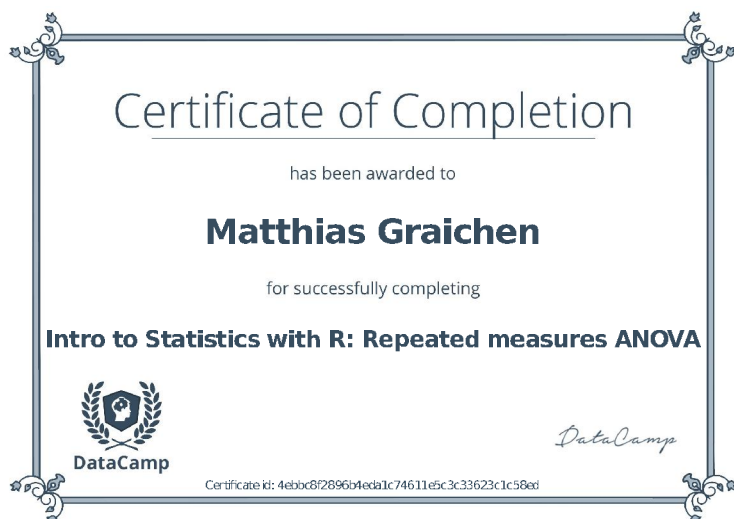 Certificate of Completion
has been awarded to
Matthias Graichen
for successfully completing
Intro to Statistics with R: Repeated measures ANOVA
DataCamp
DataCamp
Certificate id: 4ebbc8f2896b4eda1c74611e5c3c33623c1c58ed